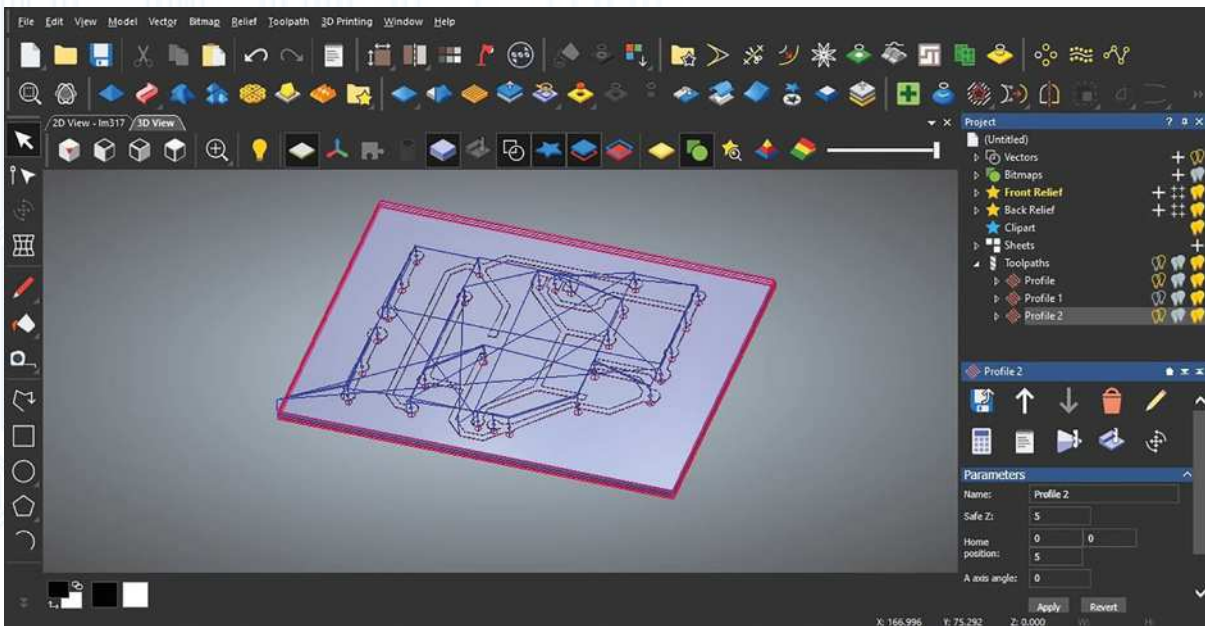 File Edit View Model Vector Bitmap Relief Toolpath 3D Printing Window Help
2D View - lm317 3D View
Project
(Untitled)
Vectors
Bitmaps
Front Relief
Back Relief
Clipart
Sheets
Toolpaths
Profile
Profile 1
Profile 2
Profile 2
Parameters
Name: Profile 2
Safe Z: 5
Home position: 0 0
5
A axis angle: 0
Apply Revert
X: 166.996 Y: 75.292 Z: 0.000 W: H: